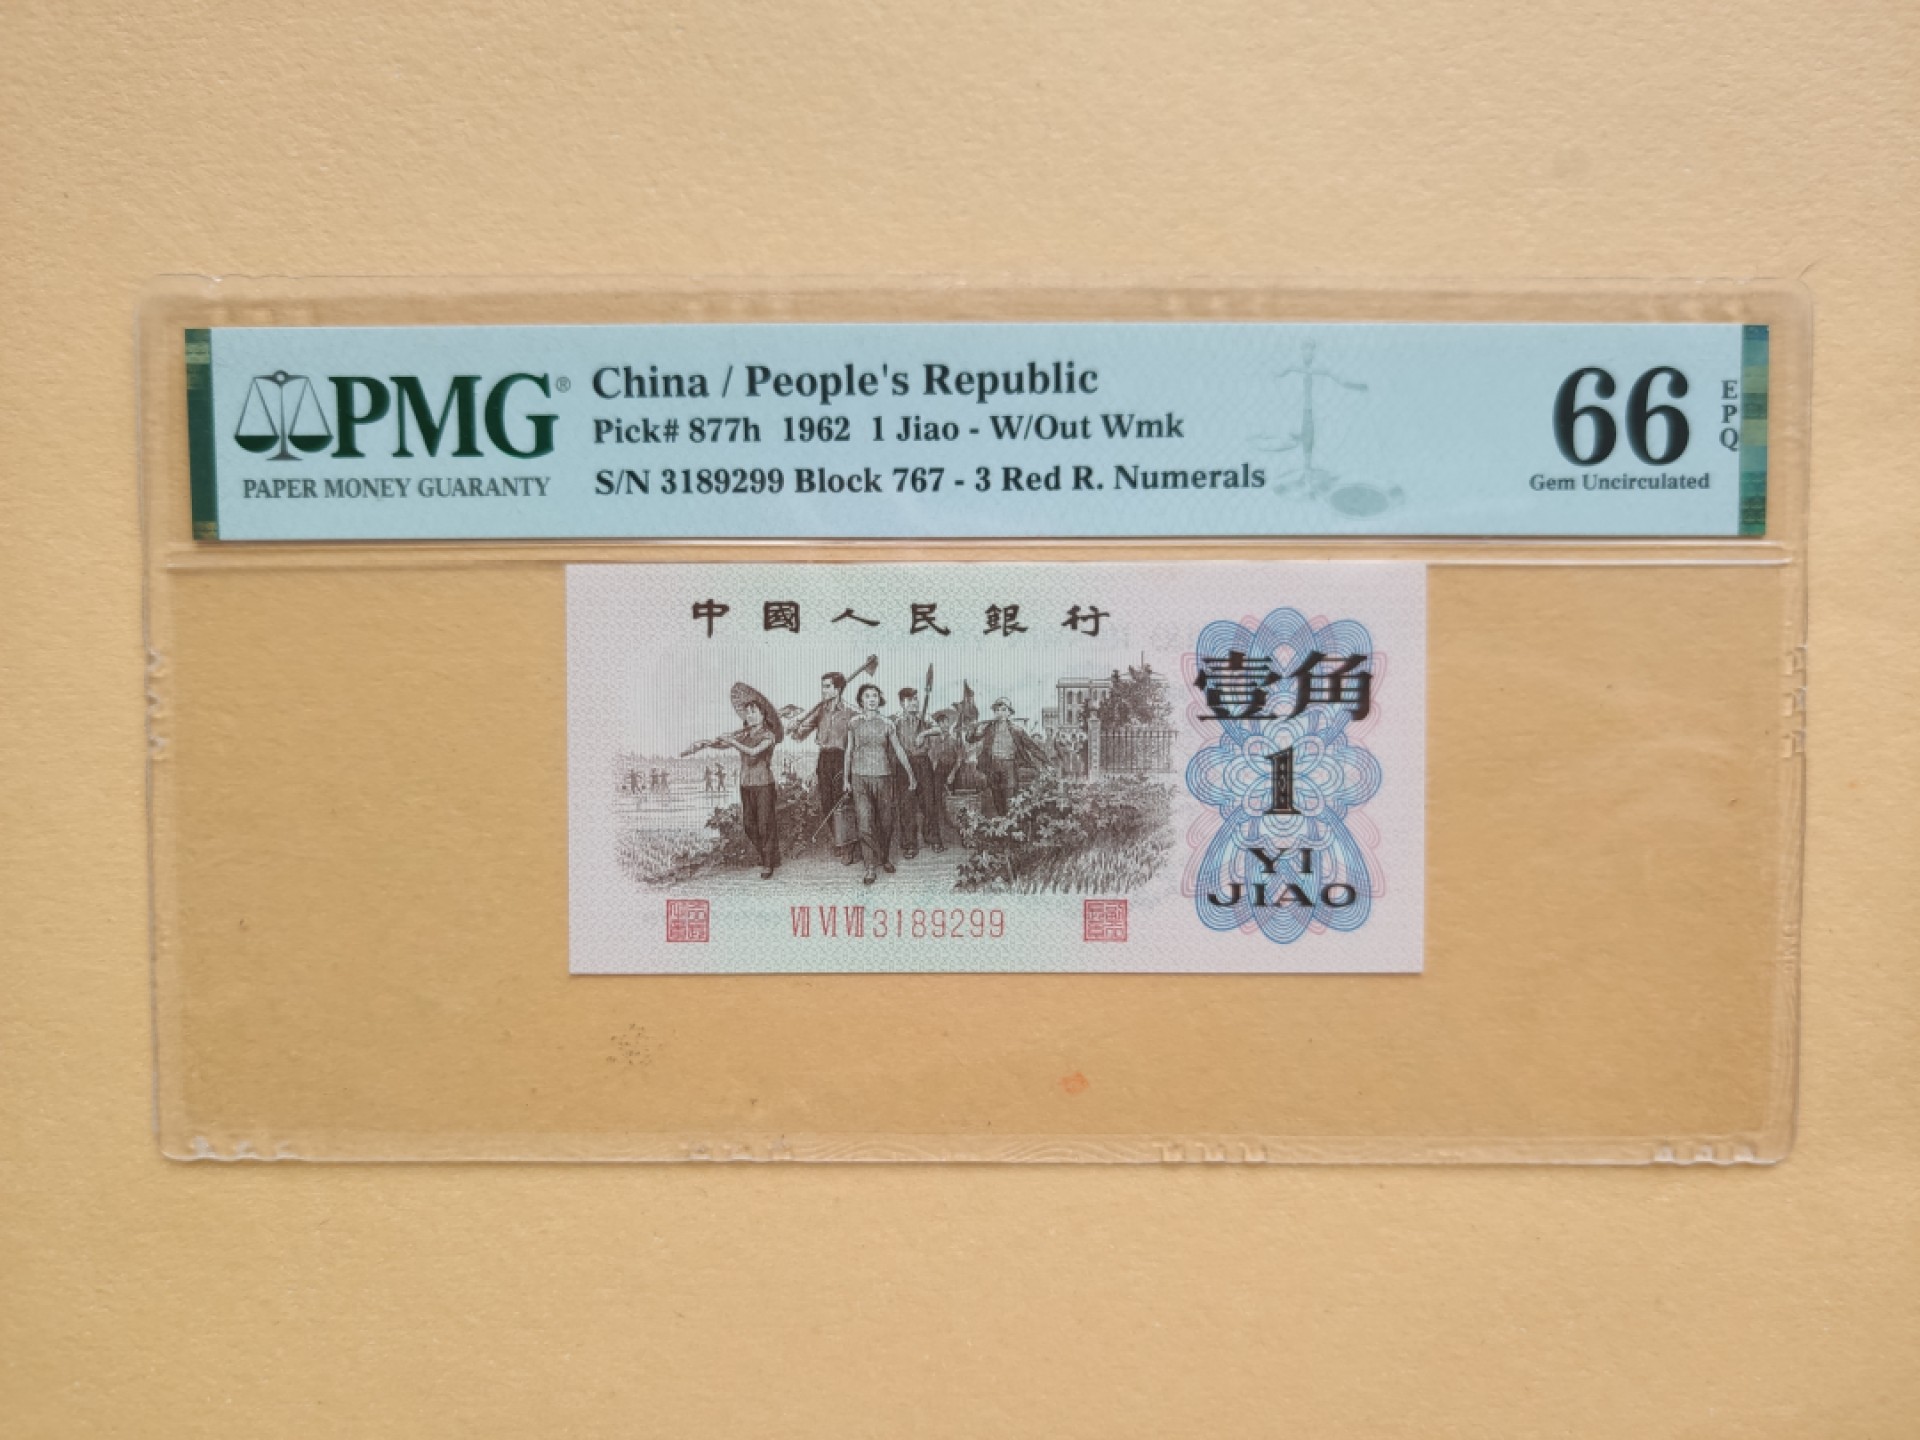 PMG®
PAPER MONEY GUARANTY
China / People's Republic
Pick# 877h 1962 1 Jiao - W/Out Wmk
S/N 3189299 Block 767 - 3 Red R. Numerals
66
EPQ
Gem Uncirculated
中國人民銀行
壹角
1
YI
JIAO
Ⅶ Ⅵ Ⅶ 3189299